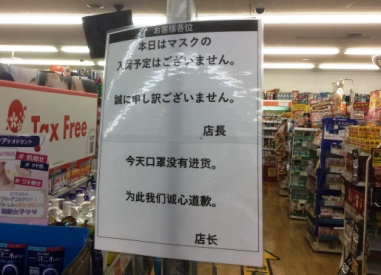 お客様各位
本日はマスクの
入荷予定はございません。
誠に申し訳ございません。
店長
今天口罩没有进货。
为此我们诚心道歉。
店长
Tax Free